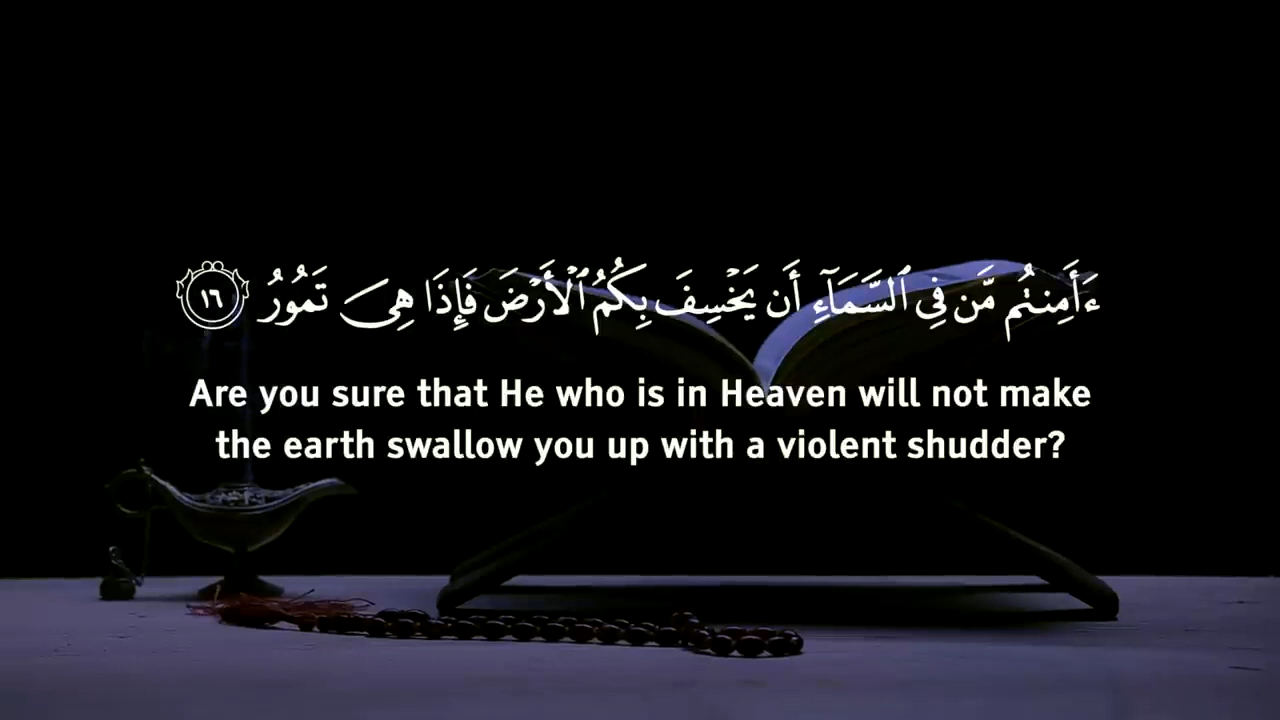 ءَأَمِنتُم مَّن فِى ٱلسَّمَآءِ أَن يَخْسِفَ بِكُمُ ٱلْأَرْضَ فَإِذَا هِىَ تَمُورُ ١٦
Are you sure that He who is in Heaven will not make
the earth swallow you up with a violent shudder?